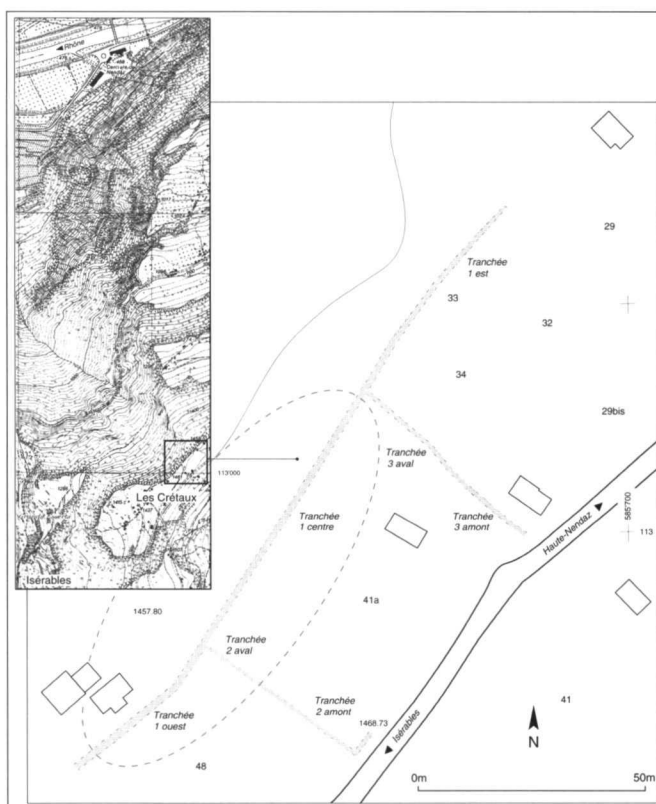 Rhône
Les Crétaux
Isérables
113'000
Tranchée
1 est
29
33
32
34
29bis
Tranchée
3 aval
Tranchée
3 amont
Tranchée
1 centre
Haute-Nendaz
585'700
113
1457.80
41a
Tranchée
2 aval
Tranchée
2 amont
1468.73
Tranchée
1 ouest
Isérables
41
48
N
0m
50m